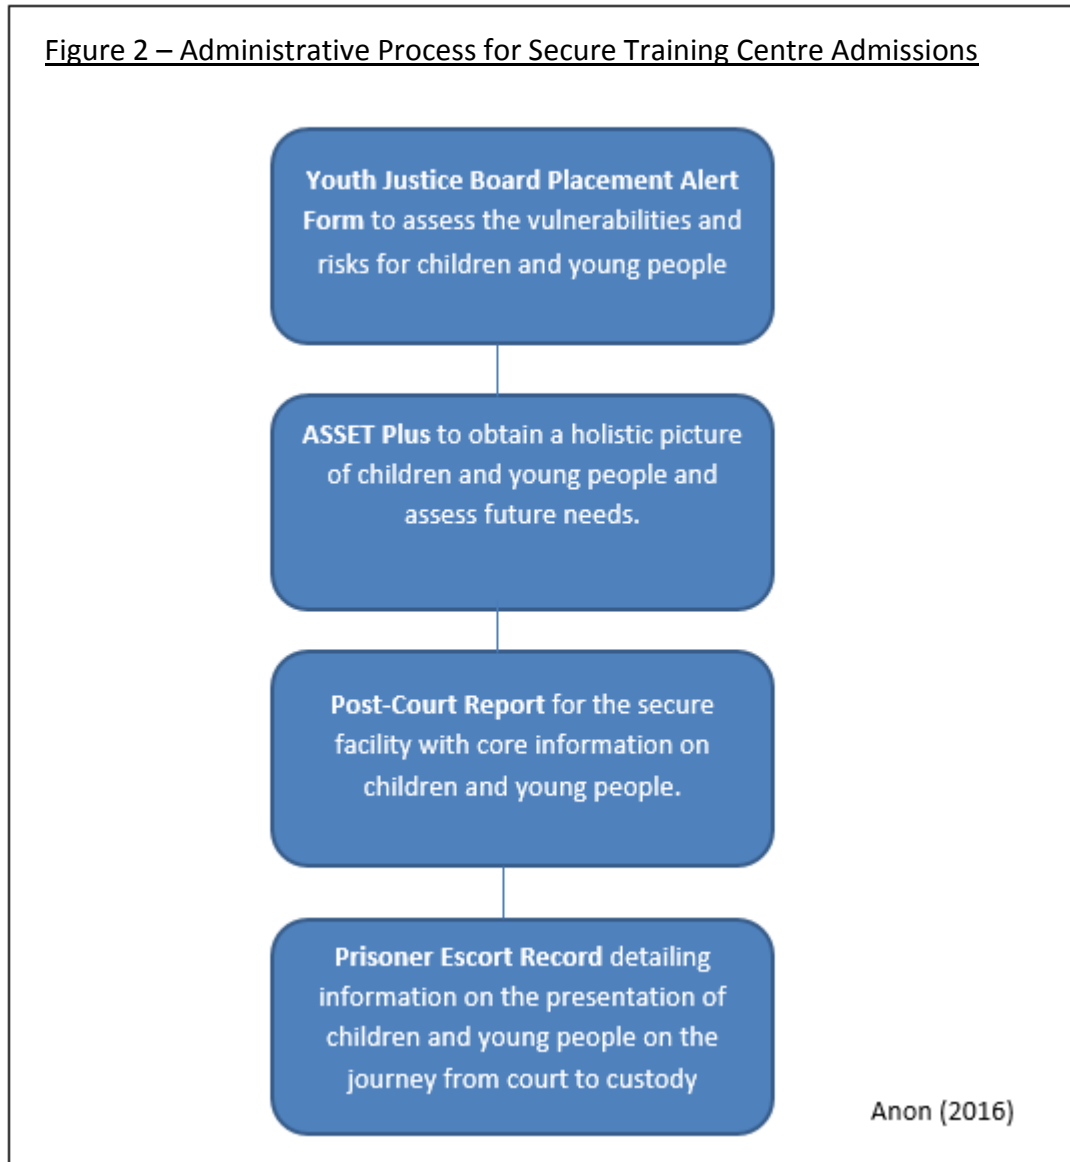 Figure 2 – Administrative Process for Secure Training Centre Admissions
Youth Justice Board Placement Alert
Form to assess the vulnerabilities and
risks for children and young people
ASSET Plus to obtain a holistic picture
of children and young people and
assess future needs.
Post-Court Report for the secure
facility with core information on
children and young people.
Prisoner Escort Record detailing
information on the presentation of
children and young people on the
journey from court to custody
Anon (2016)